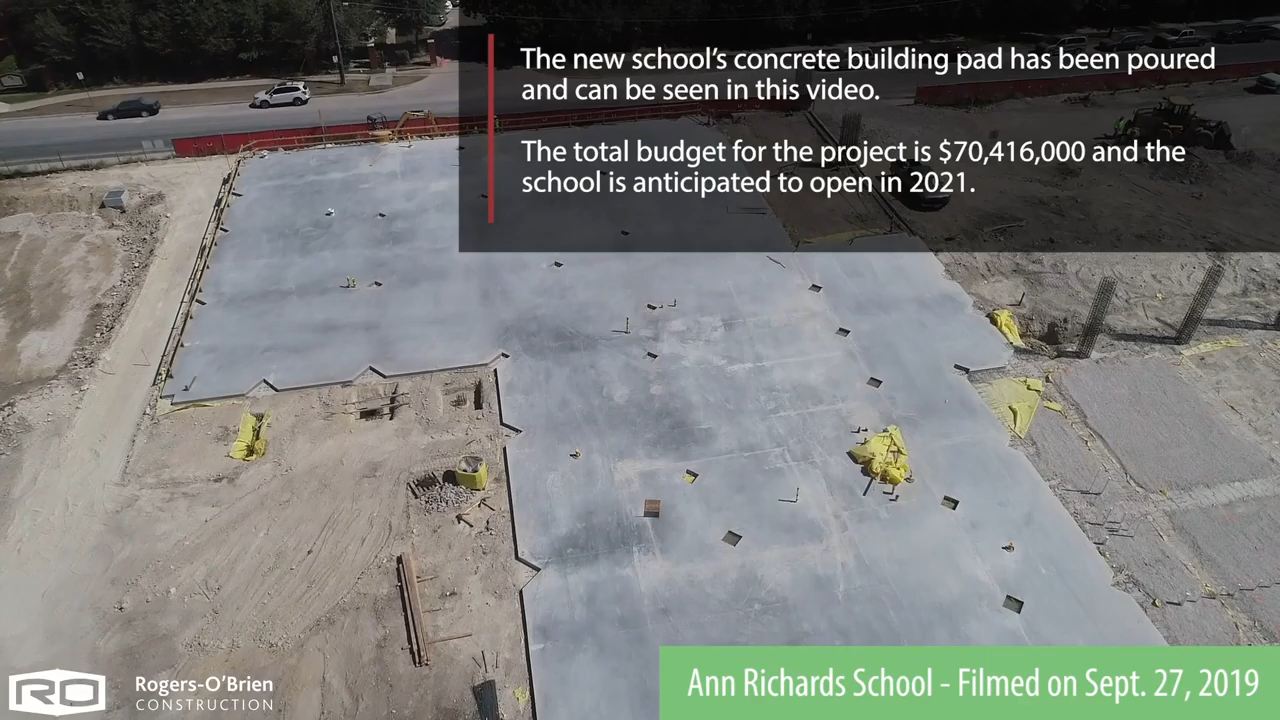 The new school’s concrete building pad has been poured
and can be seen in this video.
The total budget for the project is $70,416,000 and the
school is anticipated to open in 2021.
RO
Rogers-O’Brien
CONSTRUCTION
Ann Richards School - Filmed on Sept. 27, 2019